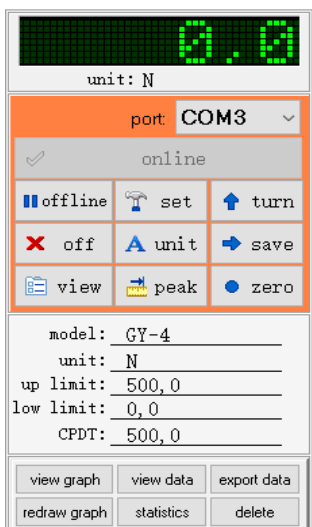 0.0
unit: N
port: COM3
online
offline set turn
off A unit save
view peak zero
model: GY-4
unit: N
up limit: 500,0
low limit: 0,0
CPDT: 500,0
view graph view data export data
redraw graph statistics delete